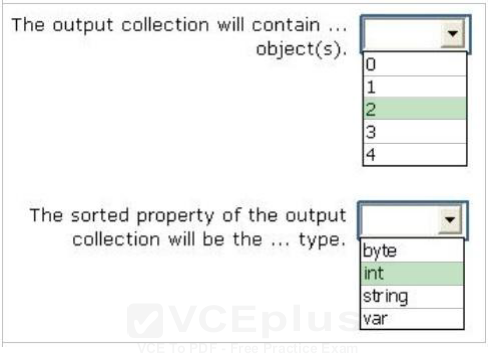 The output collection will contain ...
object(s).
0
1
2
3
4
The sorted property of the output
collection will be the ... type.
byte
int
string
var
VCEplus
VCE To PDF - Free Practice Exam